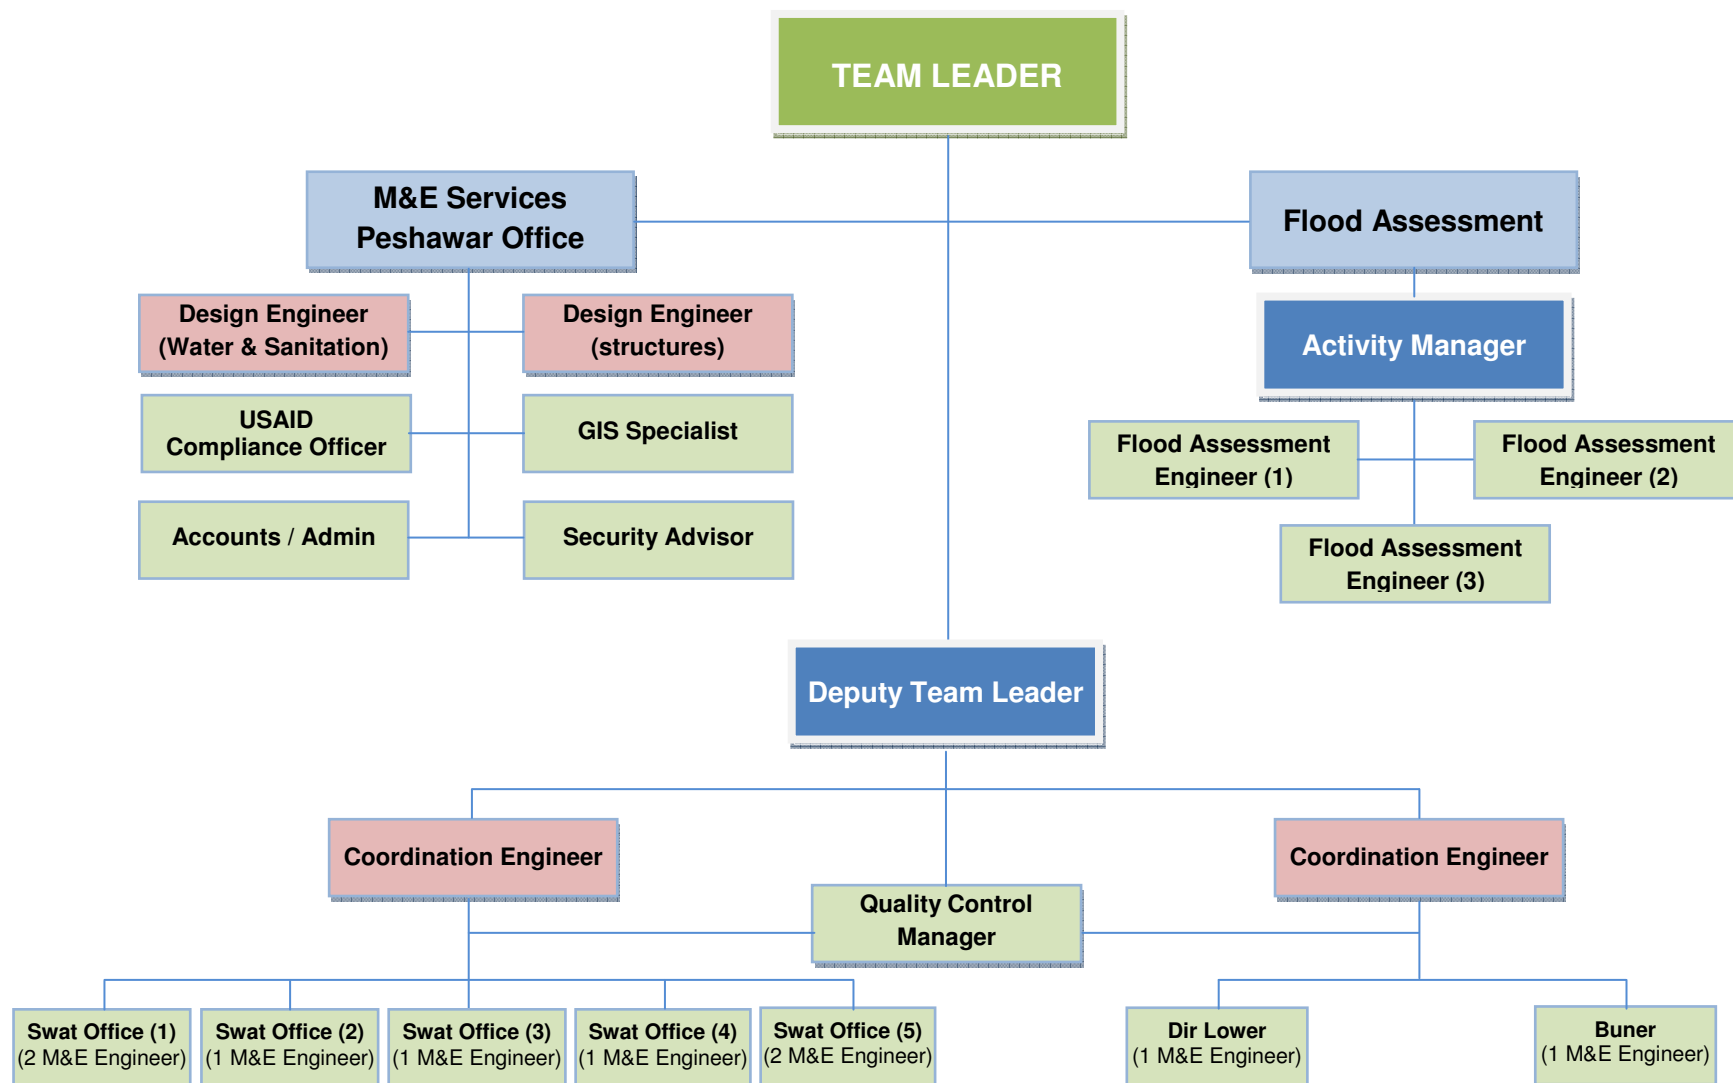 TEAM LEADER
M&E Services
Peshawar Office
Flood Assessment
Design Engineer
(Water & Sanitation)
Design Engineer
(structures)
Activity Manager
USAID
Compliance Officer
GIS Specialist
Flood Assessment
Engineer (1)
Flood Assessment
Engineer (2)
Accounts / Admin
Security Advisor
Flood Assessment
Engineer (3)
Deputy Team Leader
Coordination Engineer
Coordination Engineer
Quality Control
Manager
Swat Office (1)
(2 M&E Engineer)
Swat Office (2)
(1 M&E Engineer)
Swat Office (3)
(1 M&E Engineer)
Swat Office (4)
(1 M&E Engineer)
Swat Office (5)
(2 M&E Engineer)
Dir Lower
(1 M&E Engineer)
Buner
(1 M&E Engineer)